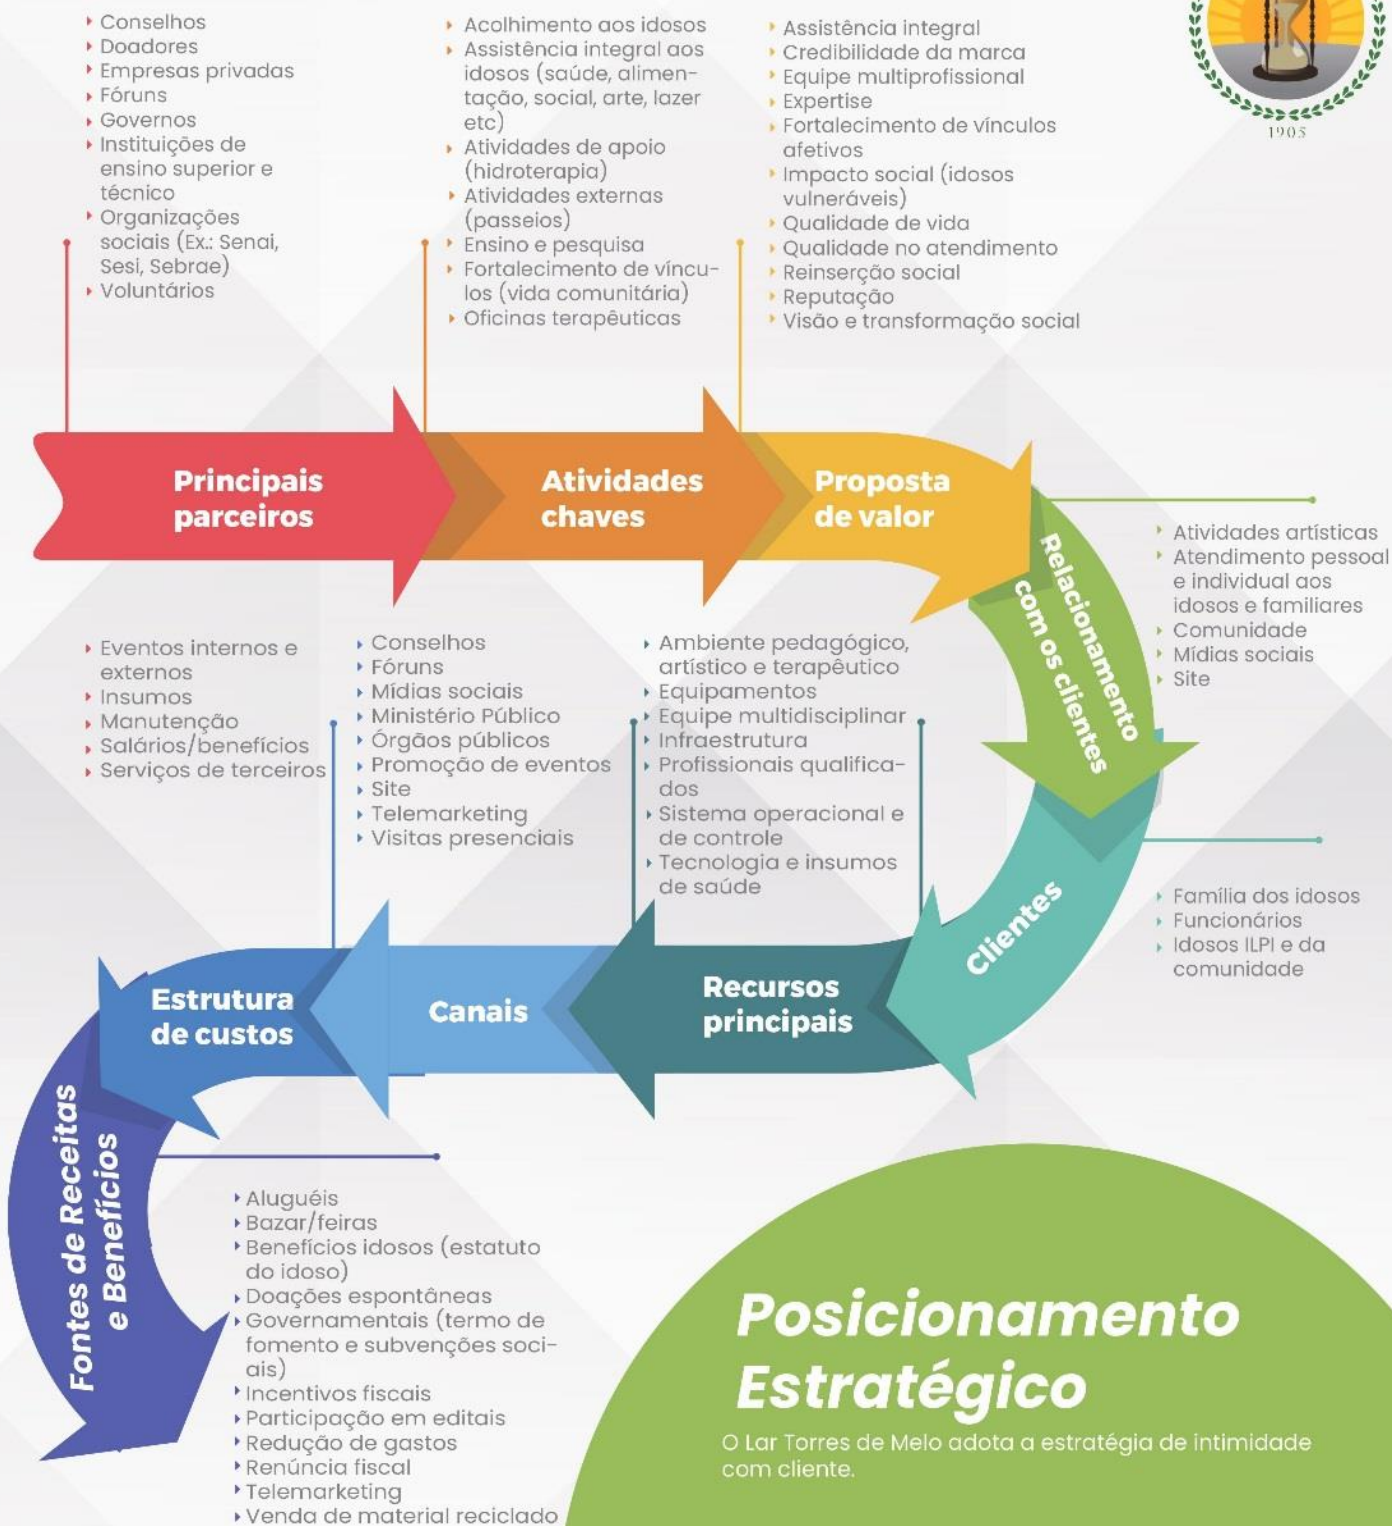 Conselhos
Doadores
Empresas privadas
Fóruns
Governos
Instituições de
ensino superior e
técnico
Organizações
sociais (Ex.: Senai,
Sesi, Sebrae)
Voluntários
Acolhimento aos idosos
Assistência integral aos
idosos (saúde, alimen-
tação, social, arte, lazer
etc)
Atividades de apoio
(hidroterapia)
Atividades externas
(passeios)
Ensino e pesquisa
Fortalecimento de víncu-
los (vida comunitária)
Oficinas terapêuticas
Assistência integral
Credibilidade da marca
Equipe multiprofissional
Expertise
Fortalecimento de vínculos
afetivos
Impacto social (idosos
vulneráveis)
Qualidade de vida
Qualidade no atendimento
Reinserção social
Reputação
Visão e transformação social
1905
Principais
parceiros
Atividades
chaves
Proposta
de valor
Relacionamento
com os clientes
Atividades artísticas
Atendimento pessoal
e individual aos
idosos e familiares
Comunidade
Mídias sociais
Site
Eventos internos e
externos
Insumos
Manutenção
Salários/benefícios
Serviços de terceiros
Conselhos
Fóruns
Mídias sociais
Ministério Público
Órgãos públicos
Promoção de eventos
Site
Telemarketing
Visitas presenciais
Ambiente pedagógico,
artístico e terapêutico
Equipamentos
Equipe multidisciplinar
Infraestrutura
Profissionais qualifica-
dos
Sistema operacional e
de controle
Tecnologia e insumos
de saúde
Clientes
Família dos idosos
Funcionários
Idosos ILPI e da
comunidade
Estrutura
de custos
Canais
Recursos
principais
Fontes de Receitas
e Benefícios
Aluguéis
Bazar/feiras
Benefícios idosos (estatuto
do idoso)
Doações espontâneas
Governamentais (termo de
fomento e subvenções soci-
ais)
Incentivos fiscais
Participação em editais
Redução de gastos
Renúncia fiscal
Telemarketing
Venda de material reciclado
Posicionamento
Estratégico
O Lar Torres de Melo adota a estratégia de intimidade
com cliente.